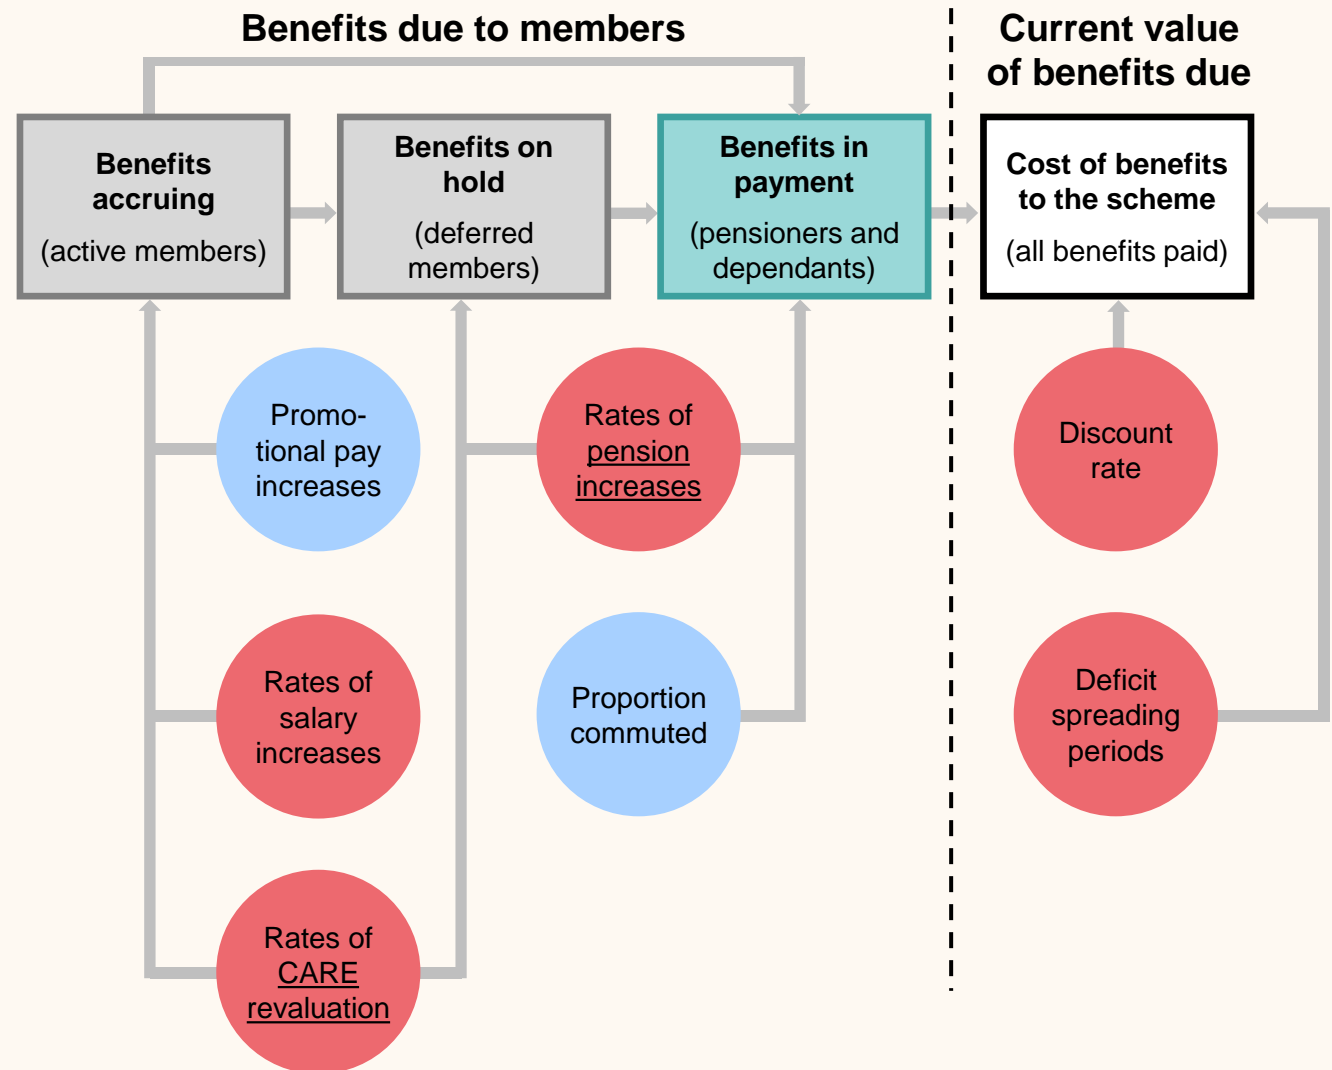 Benefits due to members
Current value
of benefits due
Benefits
accruing
(active members)
Benefits on
hold
(deferred
members)
Benefits in
payment
(pensioners and
dependants)
Cost of benefits
to the scheme
(all benefits paid)
Promo-
tional pay
increases
Rates of
pension
increases
Discount
rate
Rates of
salary
increases
Proportion
commuted
Deficit
spreading
periods
Rates of
CARE
revaluation